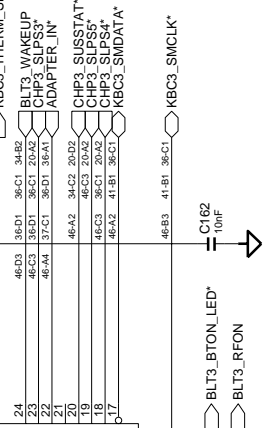 24 46-D3 36-D1 36-C1 34-B2 BLT3_WAKEUP
23 46-C3 36-D1 36-C1 20-A2 CHP3_SLPS3*
22 46-A4 37-C1 36-D1 36-A1 ADAPTER_IN*
21
20 46-A2 34-C2 20-D2 CHP3_SUSSTAT*
19 46-C3 20-A2 CHP3_SLPS5*
18 46-C3 36-C1 20-A2 CHP3_SLPS4*
17 46-A2 41-B1 36-C1 KBC3_SMDATA*
46-B3 41-B1 36-C1 KBC3_SMCLK*
C162
10nF
BLT3_BTON_LED*
BLT3_RFON